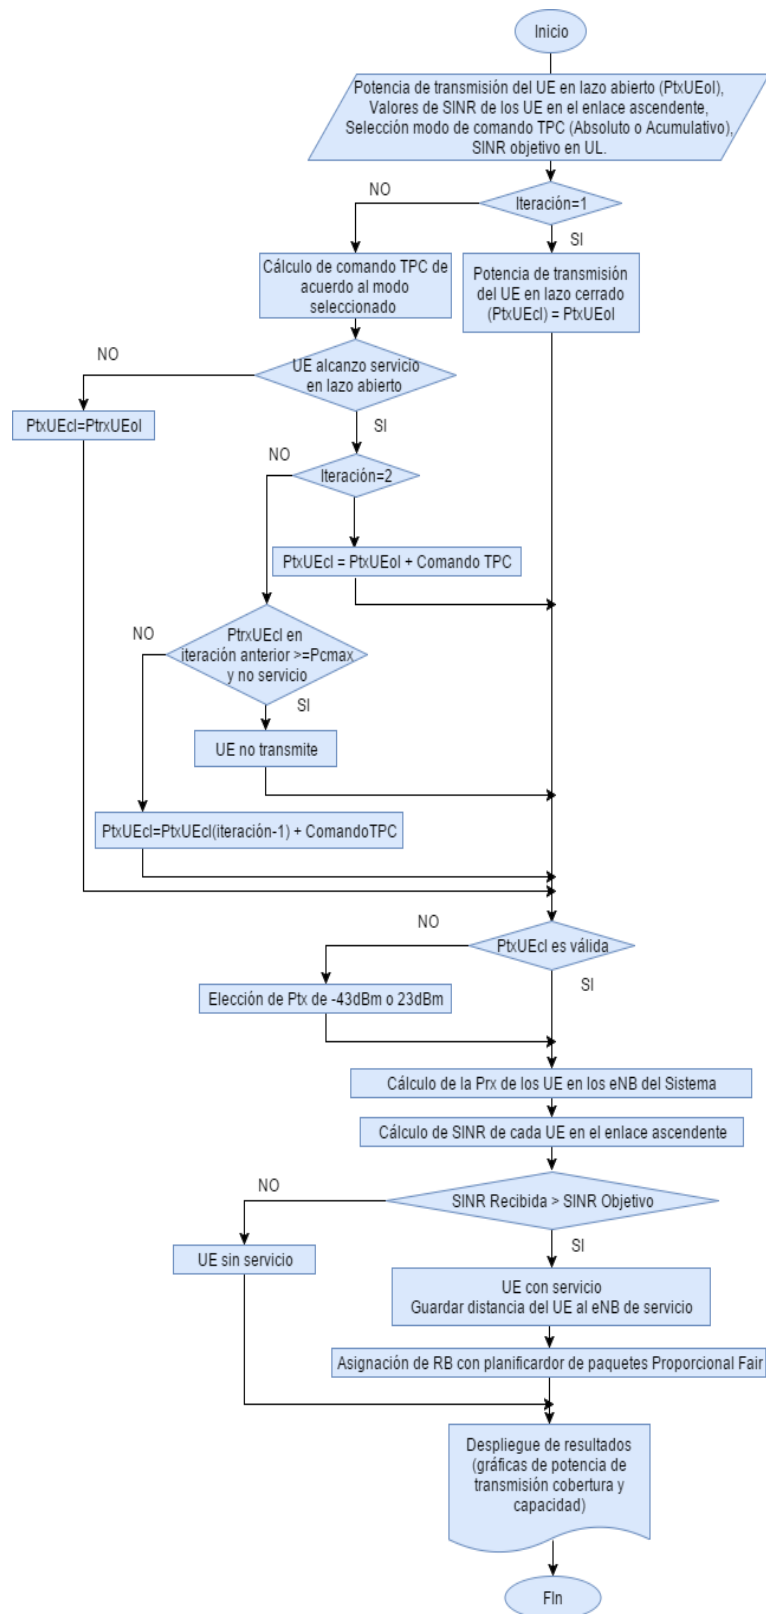 Inicio
Potencia de transmisión del UE en lazo abierto (PtxUEol),
Valores de SINR de los UE en el enlace ascendente,
Selección modo de comando TPC (Absoluto o Acumulativo),
SINR objetivo en UL.
NO
Iteración=1
SI
Cálculo de comando TPC de
acuerdo al modo
seleccionado
Potencia de transmisión
del UE en lazo cerrado
(PtxUEcl) = PtxUEol
NO
UE alcanzo servicio
en lazo abierto
PtxUEcl=PtrxUEol
SI
NO
Iteración=2
PtxUEcl = PtxUEol + Comando TPC
NO
PtrxUEcl en
iteración anterior >=Pcmax
y no servicio
SI
UE no transmite
PtxUEcl=PtxUEcl(iteración-1) + ComandoTPC
NO
PtxUEcl es válida
SI
Elección de Ptx de -43dBm o 23dBm
Cálculo de la Prx de los UE en los eNB del Sistema
Cálculo de SINR de cada UE en el enlace ascendente
NO
SINR Recibida > SINR Objetivo
SI
UE sin servicio
UE con servicio
Guardar distancia del UE al eNB de servicio
Asignación de RB con planificardor de paquetes Proporcional Fair
Despliegue de resultados
(gráficas de potencia de
transmisión cobertura y
capacidad)
FIn